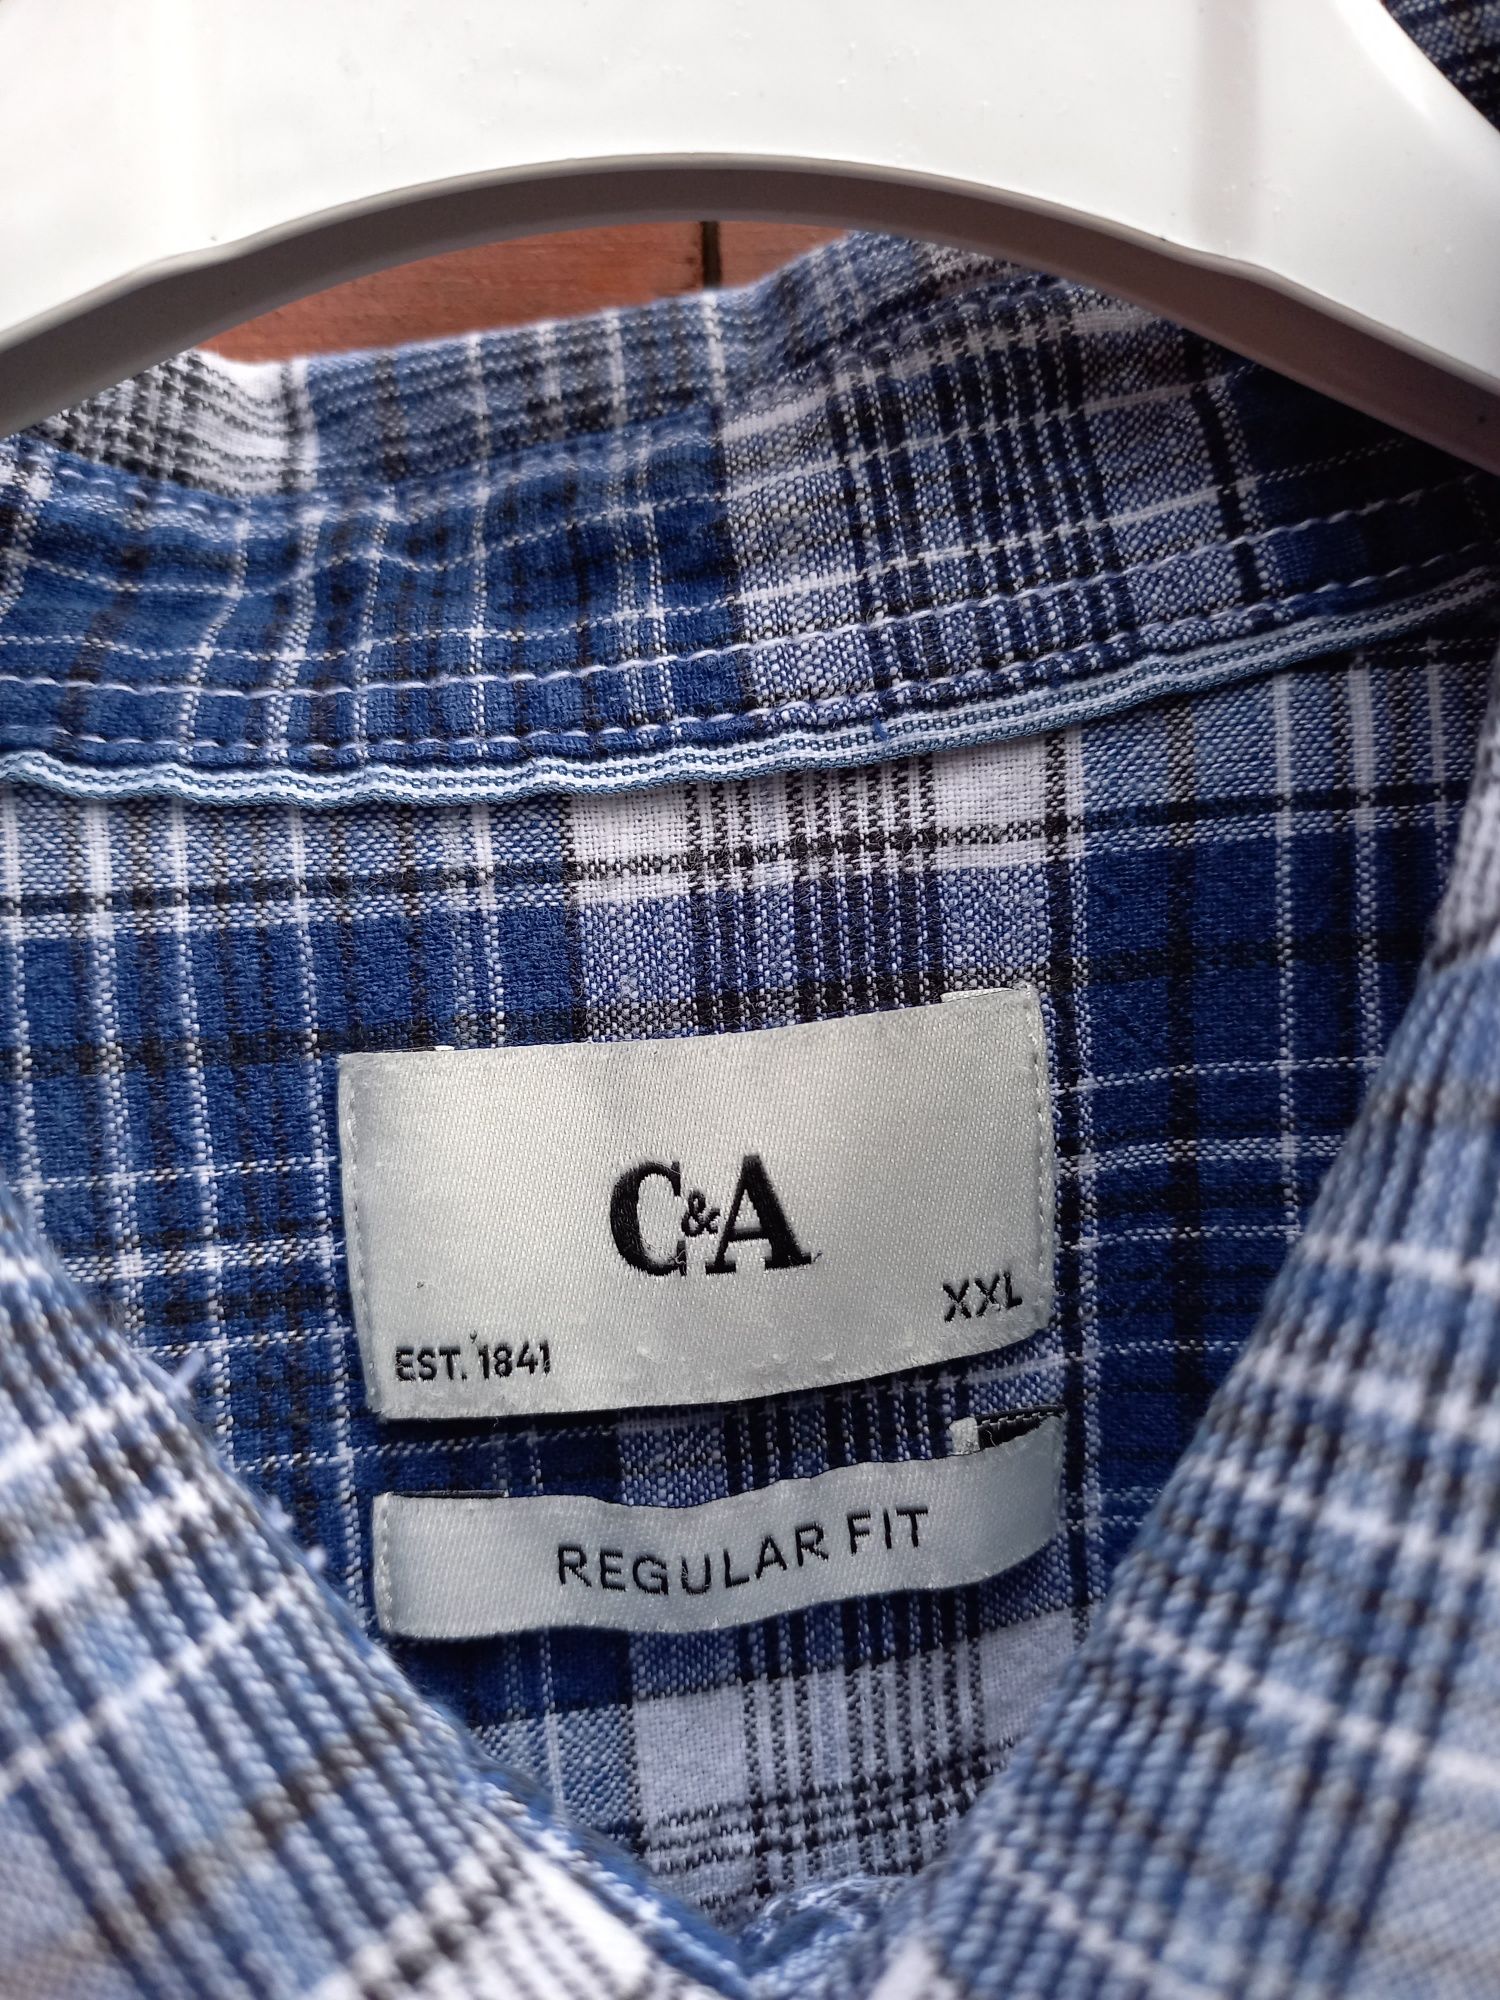 C&A
XXL
EST. 1841
REGULAR FIT